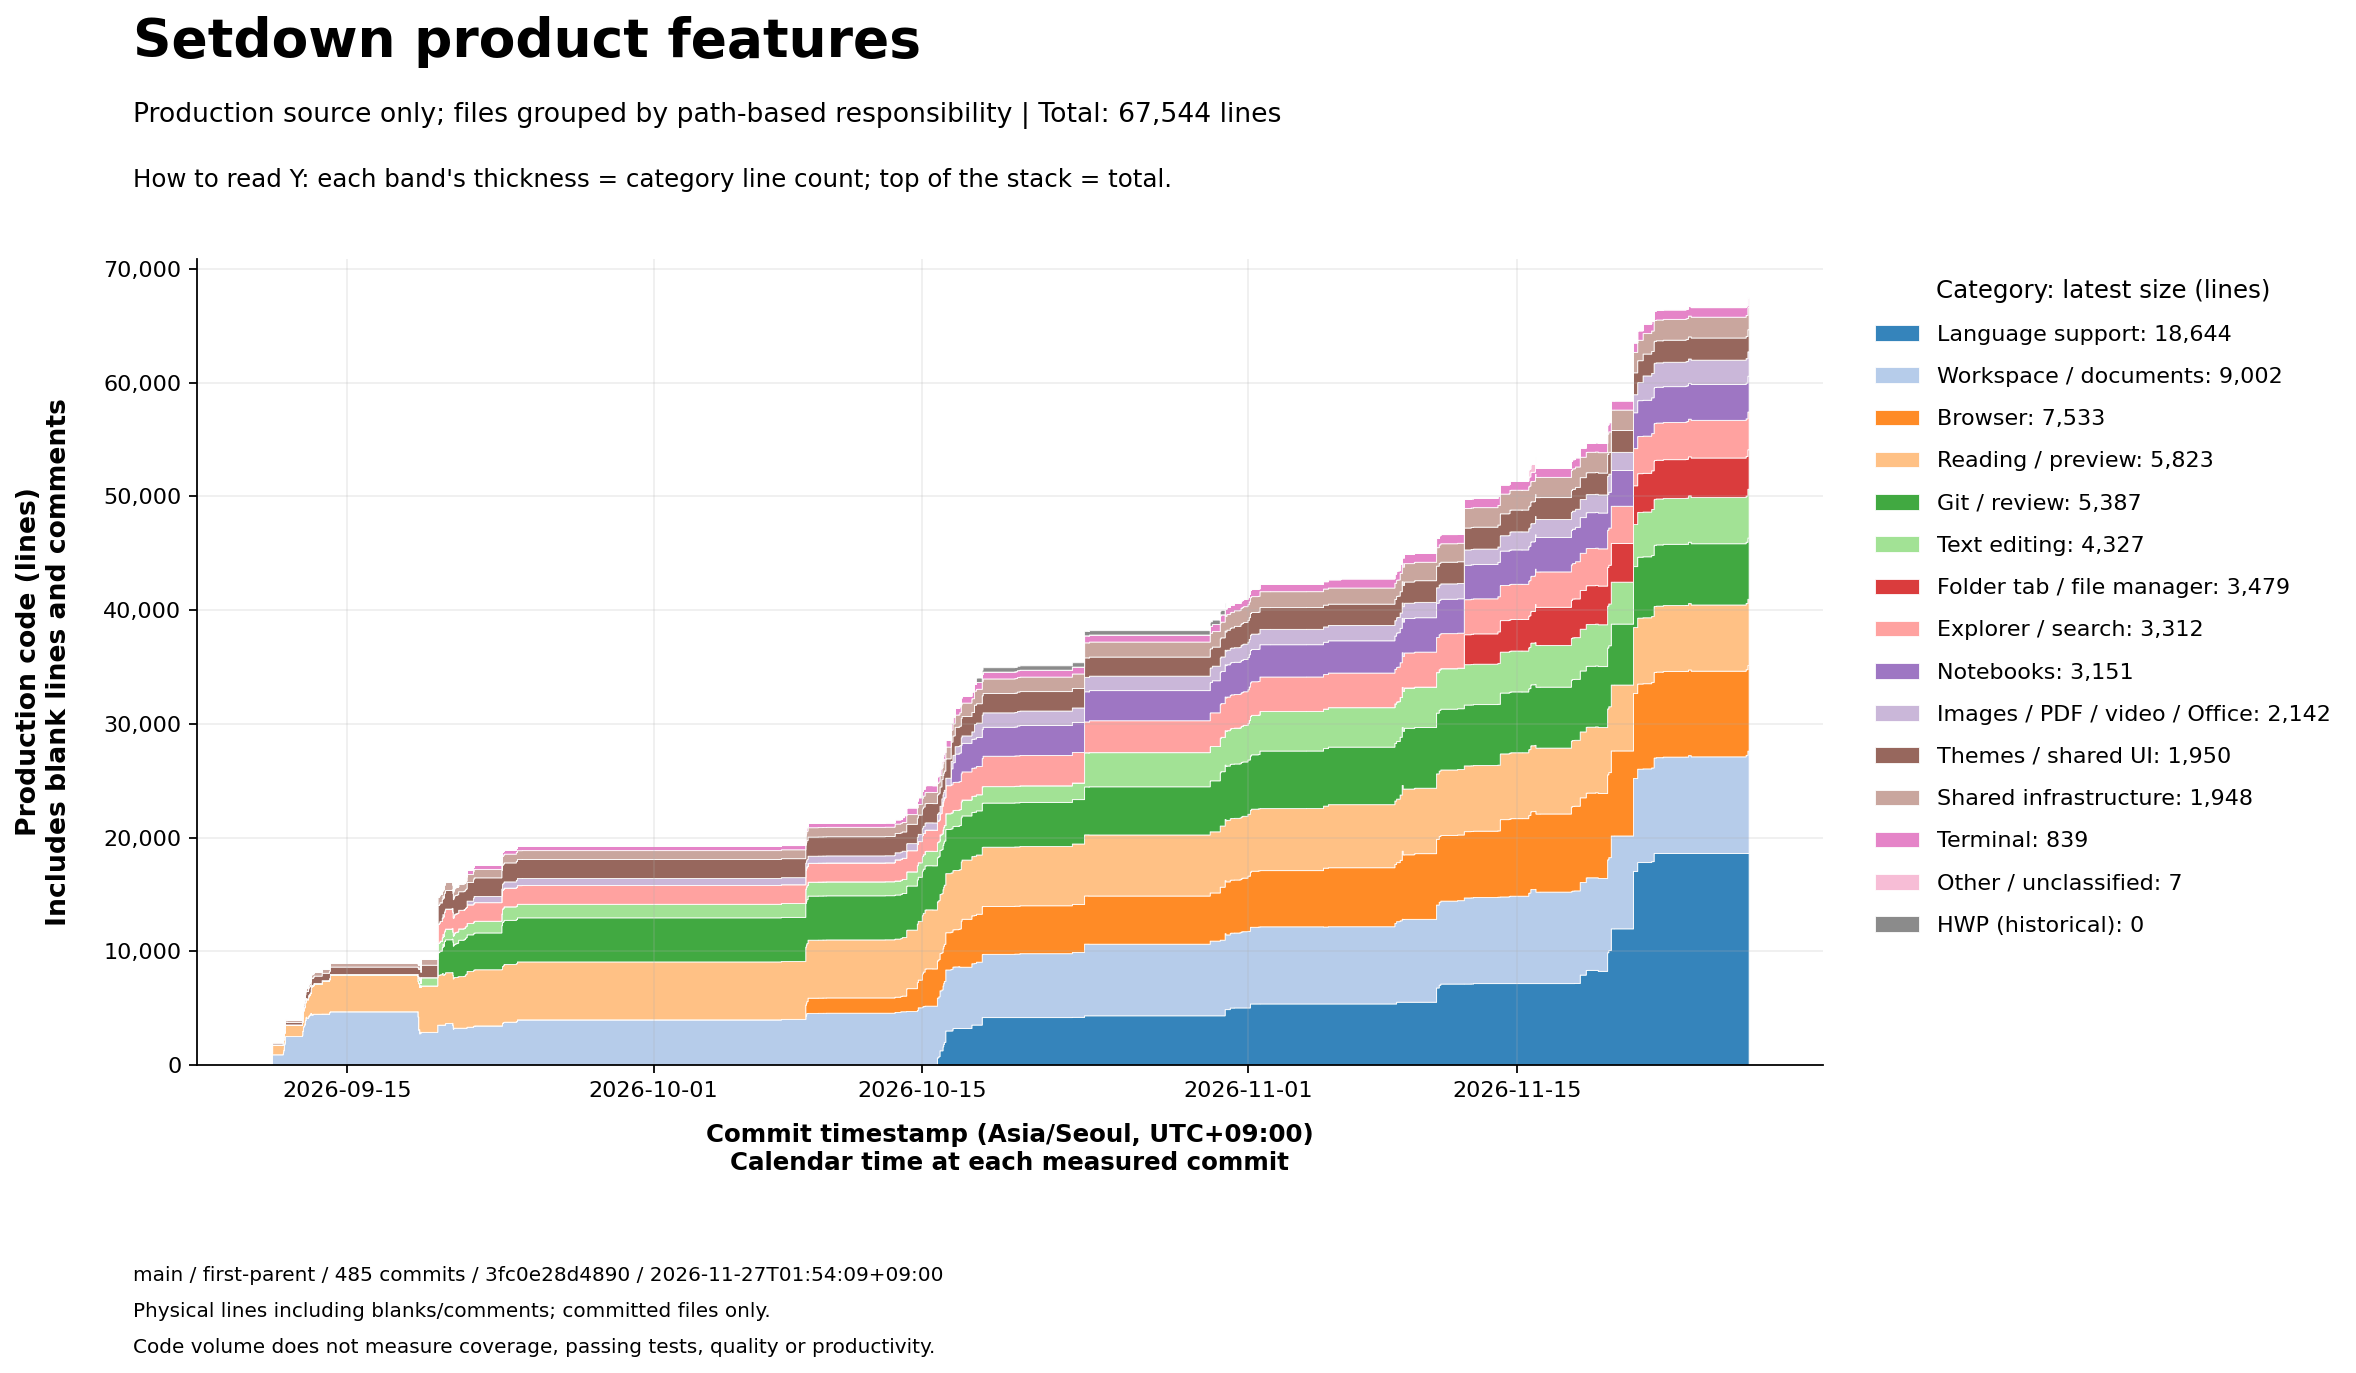 Setdown product features
Production source only; files grouped by path-based responsibility | Total: 67,544 lines
How to read Y: each band's thickness = category line count; top of the stack = total.
Production code (lines)
Includes blank lines and comments
70,000
60,000
50,000
40,000
30,000
20,000
10,000
0
2026-09-15
2026-10-01
2026-10-15
2026-11-01
2026-11-15
Commit timestamp (Asia/Seoul, UTC+09:00)
Calendar time at each measured commit
Category: latest size (lines)
Language support: 18,644
Workspace / documents: 9,002
Browser: 7,533
Reading / preview: 5,823
Git / review: 5,387
Text editing: 4,327
Folder tab / file manager: 3,479
Explorer / search: 3,312
Notebooks: 3,151
Images / PDF / video / Office: 2,142
Themes / shared UI: 1,950
Shared infrastructure: 1,948
Terminal: 839
Other / unclassified: 7
HWP (historical): 0
main / first-parent / 485 commits / 3fc0e28d4890 / 2026-11-27T01:54:09+09:00
Physical lines including blanks/comments; committed files only.
Code volume does not measure coverage, passing tests, quality or productivity.